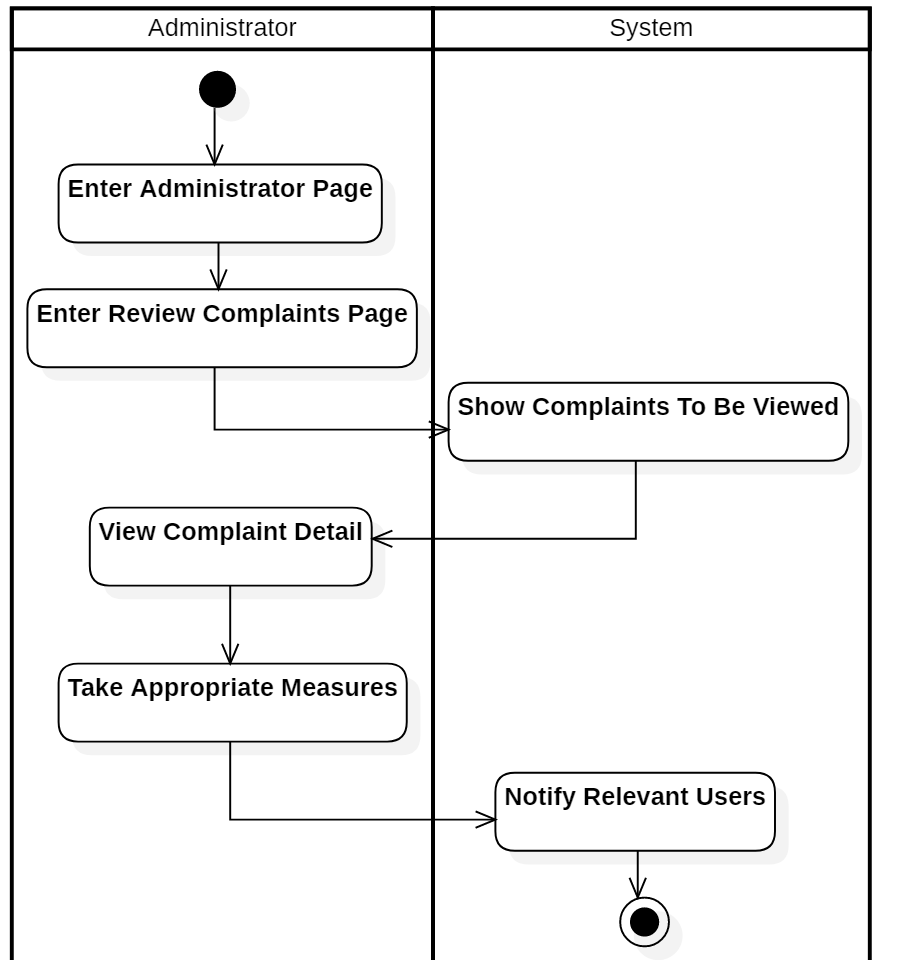 Administrator
System
Enter Administrator Page
Enter Review Complaints Page
Show Complaints To Be Viewed
View Complaint Detail
Take Appropriate Measures
Notify Relevant Users